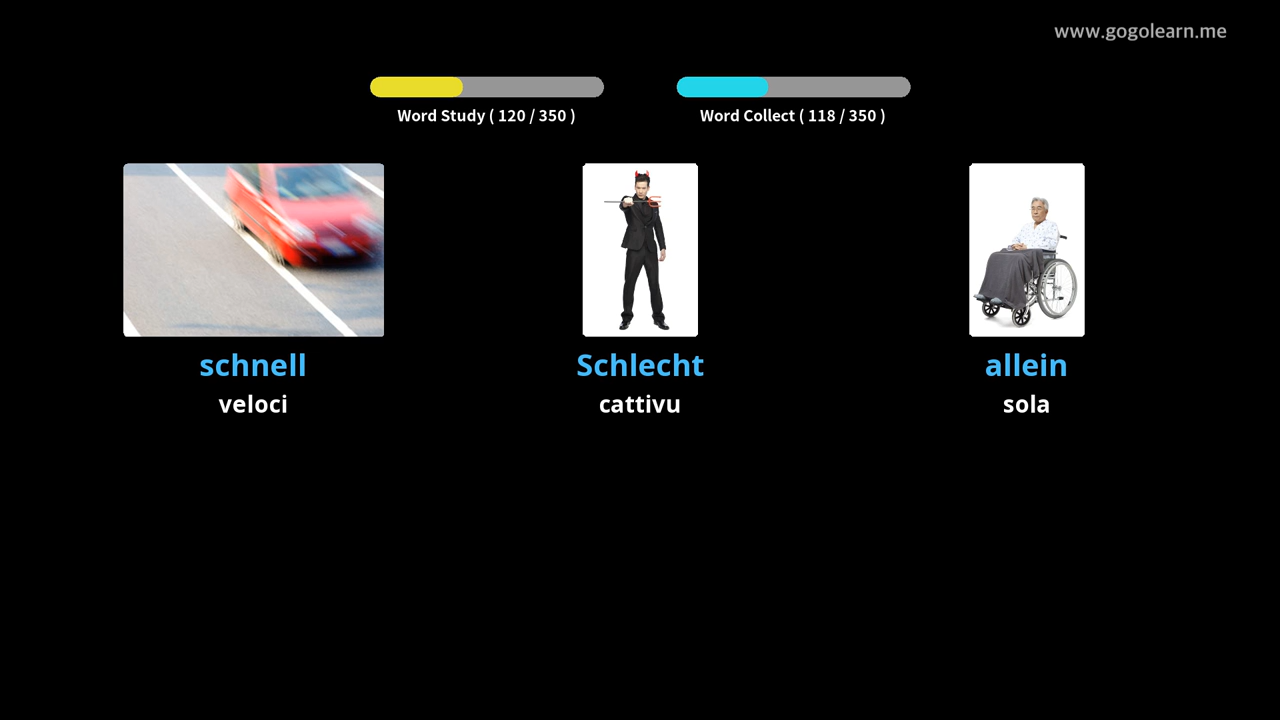 www.gogolearn.me
Word Study ( 120 / 350 )
Word Collect ( 118 / 350 )
schnell
veloci
Schlecht
cattivu
allein
sola